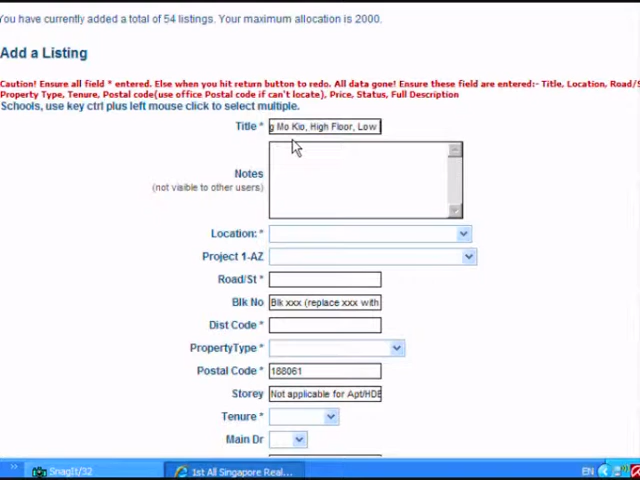 You have currently added a total of 54 listings. Your maximum allocation is 2000.
Add a Listing
Caution! Ensure all field * entered. Else when you hit return button to redo. All data gone! Ensure these field are entered:- Title, Location, Road/S
Property Type, Tenure, Postal code(use office Postal code if can't locate), Price, Status, Full Description
Schools, use key ctrl plus left mouse click to select multiple.
Title * g Mo Kio, High Floor, Low
Notes
(not visible to other users)
Location: *
Project 1-AZ
Road/St *
Blk No Blk xxx (replace xxx with
Dist Code *
PropertyType *
Postal Code * 188061
Storey Not applicable for Apt/HDB
Tenure *
Main Dr
SnagIt/32 1st All Singapore Real... EN